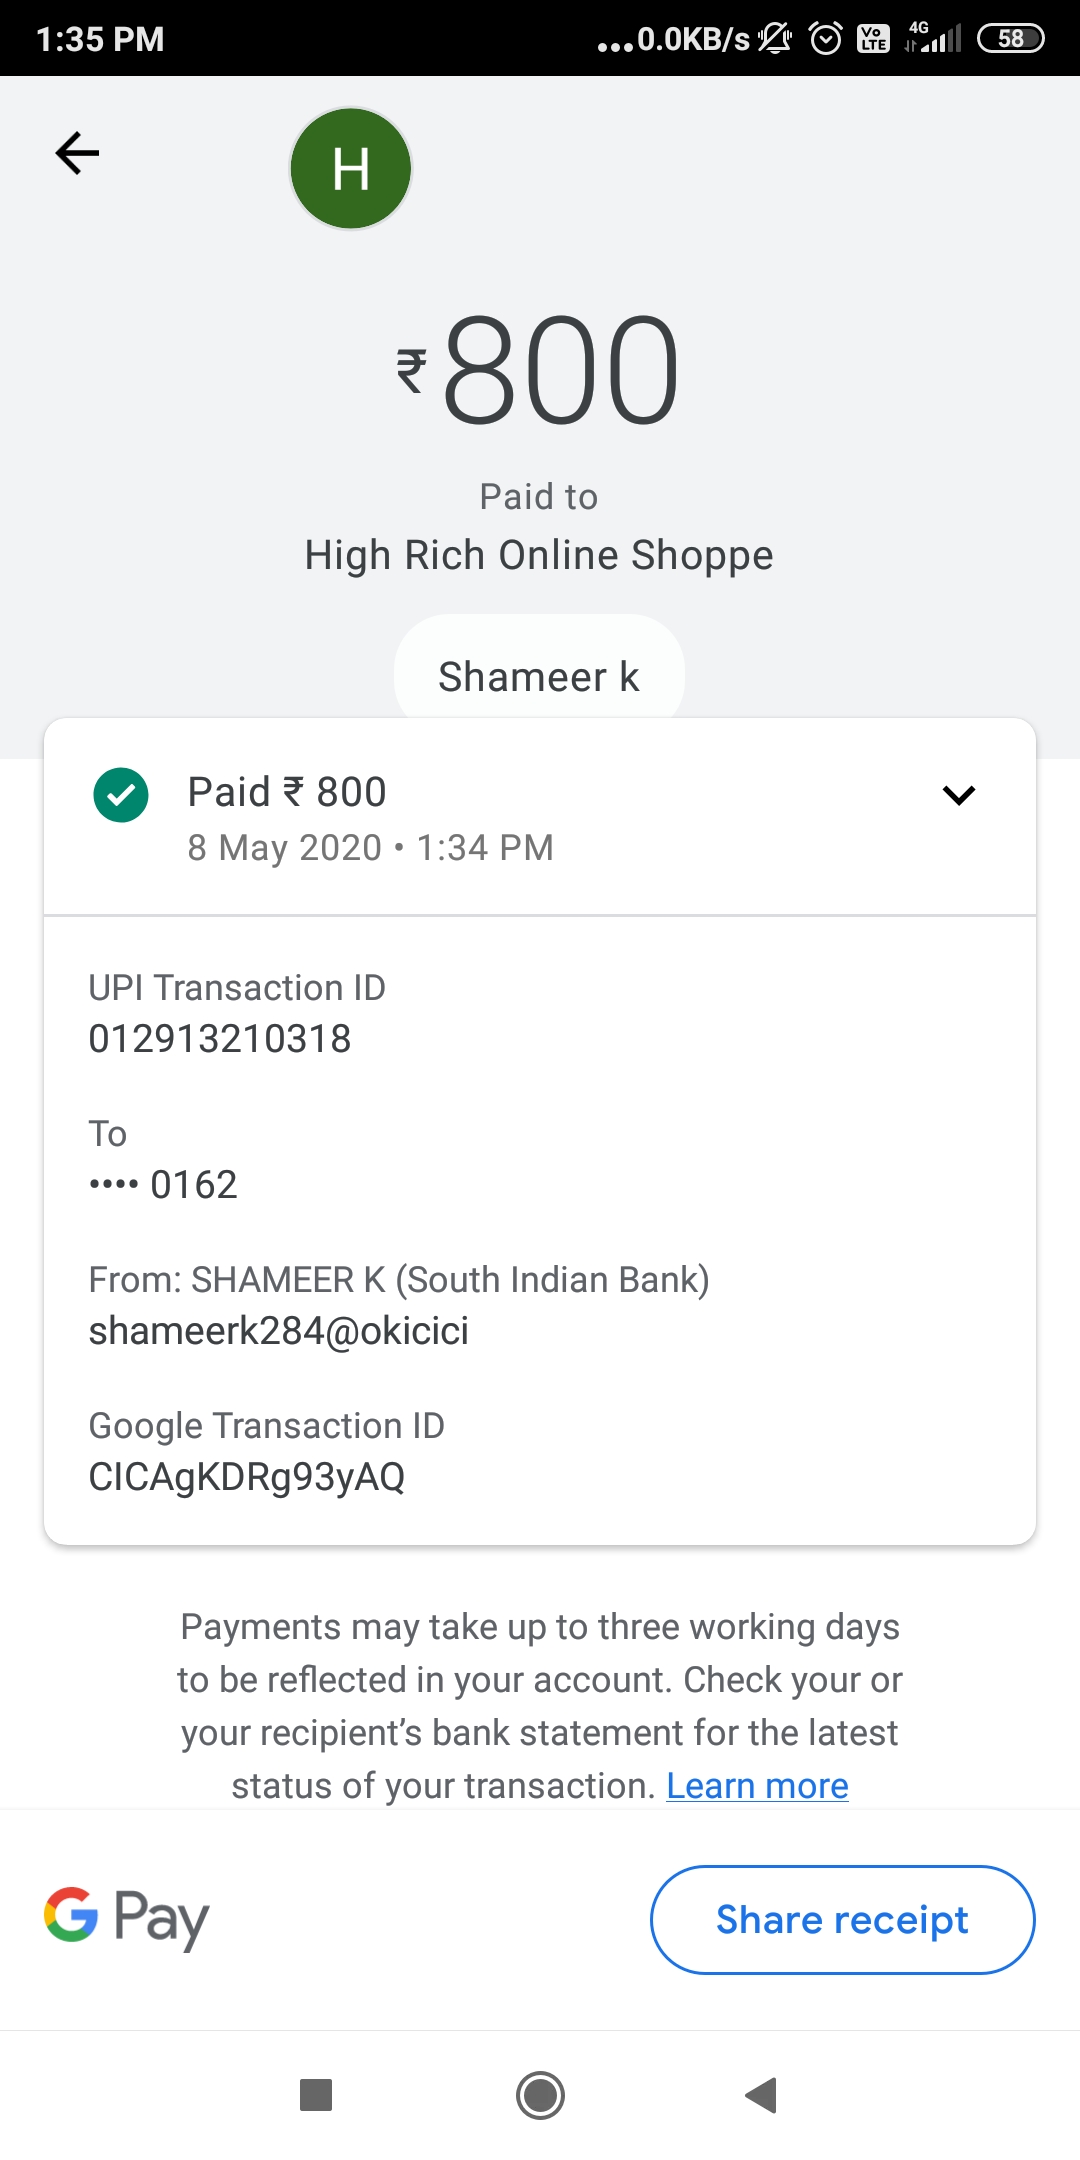 1:35 PM
...0.0KB/s Vo LTE 4G 58
H
₹800
Paid to
High Rich Online Shoppe
Shameer k
Paid ₹ 800
8 May 2020 • 1:34 PM
UPI Transaction ID
012913210318
To
•••• 0162
From: SHAMEER K (South Indian Bank)
shameerk284@okicici
Google Transaction ID
CICAgKDRg93yAQ
Payments may take up to three working days
to be reflected in your account. Check your or
your recipient’s bank statement for the latest
status of your transaction. Learn more
G Pay
Share receipt